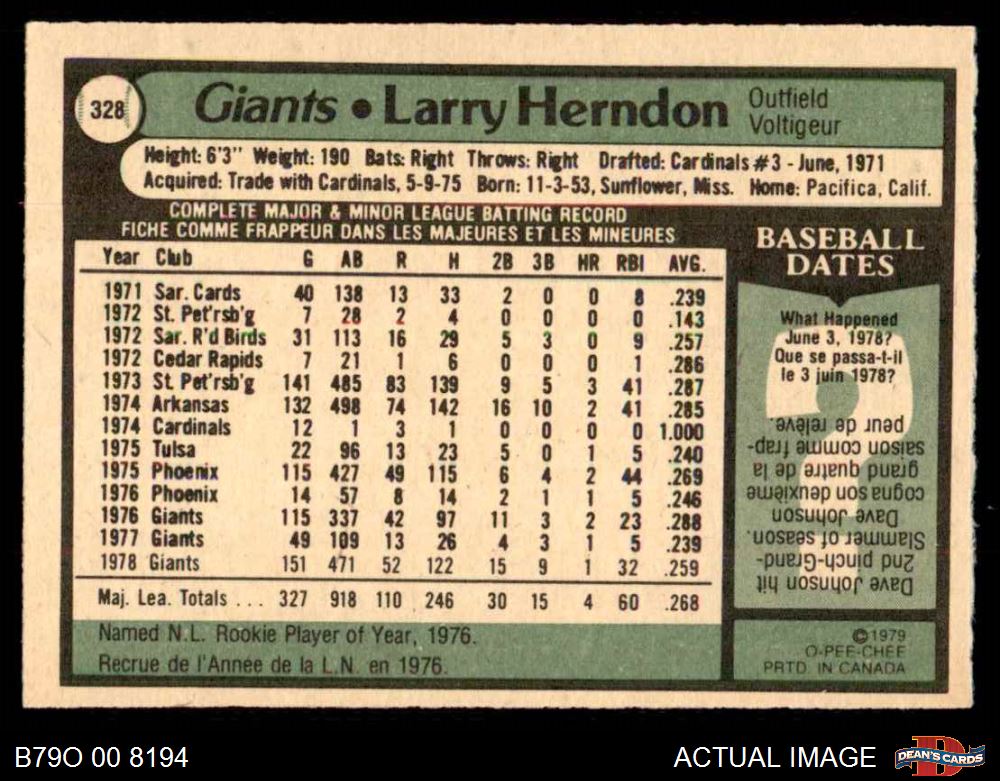 328
Giants • Larry Herndon
Outfield
Voltigeur
Height: 6'3" Weight: 190 Bats: Right Throws: Right Drafted: Cardinals #3 - June, 1971
Acquired: Trade with Cardinals, 5-9-75 Born: 11-3-53, Sunflower, Miss. Home: Pacifica, Calif.
COMPLETE MAJOR & MINOR LEAGUE BATTING RECORD
FICHE COMME FRAPPEUR DANS LES MAJEURES ET LES MINEURES
Year Club G AB R H 2B 3B HR RBI AVG.
1971 Sar. Cards 40 138 13 33 2 0 0 8 .239
1972 St. Pet'rsb'g 7 28 2 4 0 0 0 0 .143
1972 Sar. R'd Birds 31 113 16 29 5 3 0 9 .257
1972 Cedar Rapids 7 21 1 6 0 0 0 1 .286
1973 St. Pet'rsb'g 141 485 83 139 9 5 3 41 .287
1974 Arkansas 132 498 74 142 16 10 2 41 .285
1974 Cardinals 12 1 3 1 0 0 0 0 1.000
1975 Tulsa 22 96 13 23 5 0 1 5 .240
1975 Phoenix 115 427 49 115 6 4 2 44 .269
1976 Phoenix 14 57 8 14 2 1 1 5 .246
1976 Giants 115 337 42 97 11 3 2 23 .288
1977 Giants 49 109 13 26 4 3 1 5 .239
1978 Giants 151 471 52 122 15 9 1 32 .259
Maj. Lea. Totals ... 327 918 110 246 30 15 4 60 .268
Named N.L. Rookie Player of Year, 1976.
Recrue de l'Année de la L.N. en 1976.
BASEBALL
DATES
What Happened
June 3, 1978?
Que se passa-t-il
le 3 juin 1978?
Dave Johnson hit
2nd pinch-Grand-
Slammer of season.
Dave Johnson
cogna son deuxième
grand quatre de la
saison comme frap-
peur de relève.
©1979
O-PEE-CHEE
PRTD. IN CANADA
B79O 00 8194
ACTUAL IMAGE
D
DEAN'S CARDS